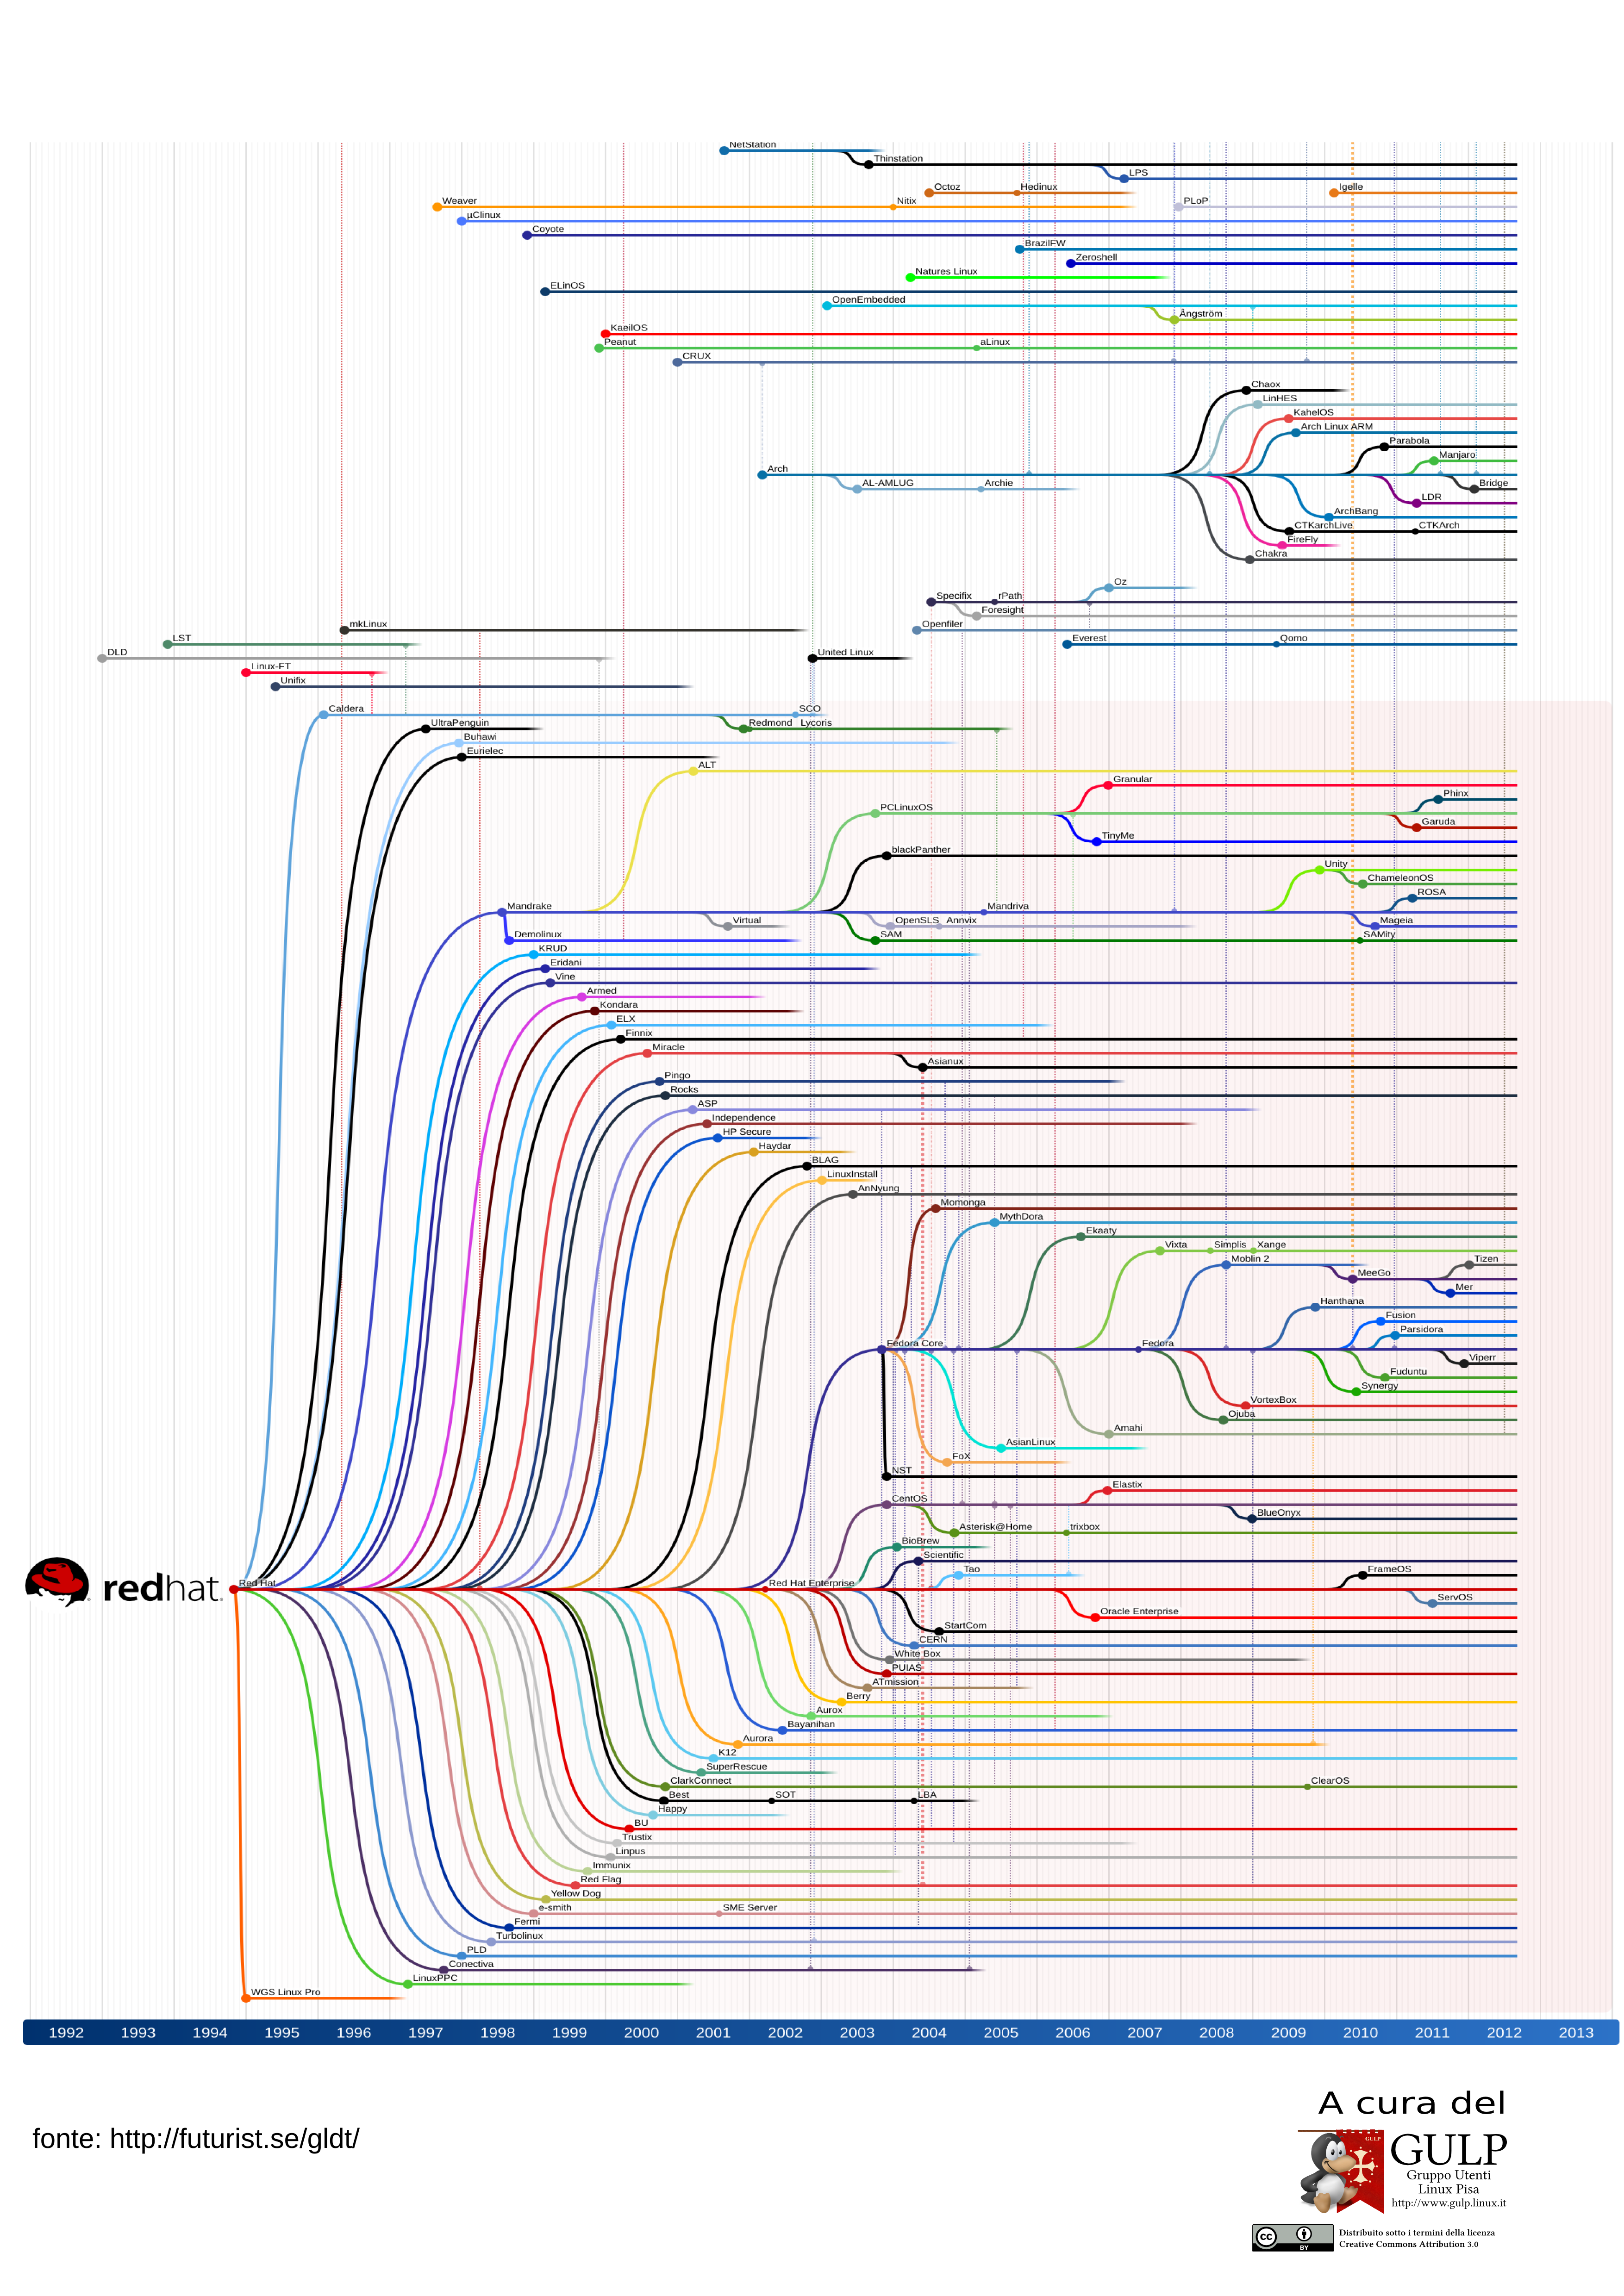 NetStation
Thinstation
LPS
Octoz Hedinux Igelle
Weaver Nitix PLoP
µClinux
Coyote
BrazilFW
Zeroshell
Natures Linux
ELinOS
OpenEmbedded
Ångström
KaeilOS
Peanut aLinux
CRUX
Chaox
LinHES
KahelOS
Arch Linux ARM
Parabola
Manjaro
Arch
AL-AMLUG Archie Bridge
LDR
ArchBang
CTKarchLive CTKArch
FireFly
Chakra
Oz
Specifix rPath
Foresight
mkLinux Openfiler
LST Everest Qomo
DLD United Linux
Linux-FT
Unifix
Caldera SCO
UltraPenguin Redmond Lycoris
Buhawi
Eurielec
ALT
Granular
Phinx
PCLinuxOS
Garuda
TinyMe
blackPanther
Unity
ChameleonOS
ROSA
Mandrake Mandriva
Virtual OpenSLS Annvix Mageia
Demolinux SAM SAMity
KRUD
Eridani
Vine
Armed
Kondara
ELX
Finnix
Miracle
Asianux
Pingo
Rocks
ASP
Independence
HP Secure
Haydar
BLAG
LinuxInstall
AnNyung
Momonga
MythDora
Ekaaty
Vixta Simplis Xange
Moblin 2 Tizen
MeeGo
Mer
Hanthana
Fusion
Parsidora
Fedora Core Fedora
Viperr
Fuduntu
Synergy
VortexBox
Ojuba
Amahi
AsianLinux
FoX
NST
Elastix
CentOS
BlueOnyx
Asterisk@Home trixbox
BioBrew
Scientific
Tao FrameOS
redhat.
Red Hat Red Hat Enterprise
ServOS
Oracle Enterprise
StartCom
CERN
White Box
PUIAS
ATmission
Berry
Aurox
Bayanihan
Aurora
K12
SuperRescue
ClarkConnect ClearOS
Best SOT LBA
Happy
BU
Trustix
Linpus
Immunix
Red Flag
Yellow Dog
e-smith SME Server
Fermi
Turbolinux
PLD
Conectiva
LinuxPPC
WGS Linux Pro
1992 1993 1994 1995 1996 1997 1998 1999 2000 2001 2002 2003 2004 2005 2006 2007 2008 2009 2010 2011 2012 2013
fonte: http://futurist.se/gldt/
A cura del
GULP
GULP
Gruppo Utenti
Linux Pisa
http://www.gulp.linux.it
cc BY
Distribuito sotto i termini della licenza
Creative Commons Attribution 3.0